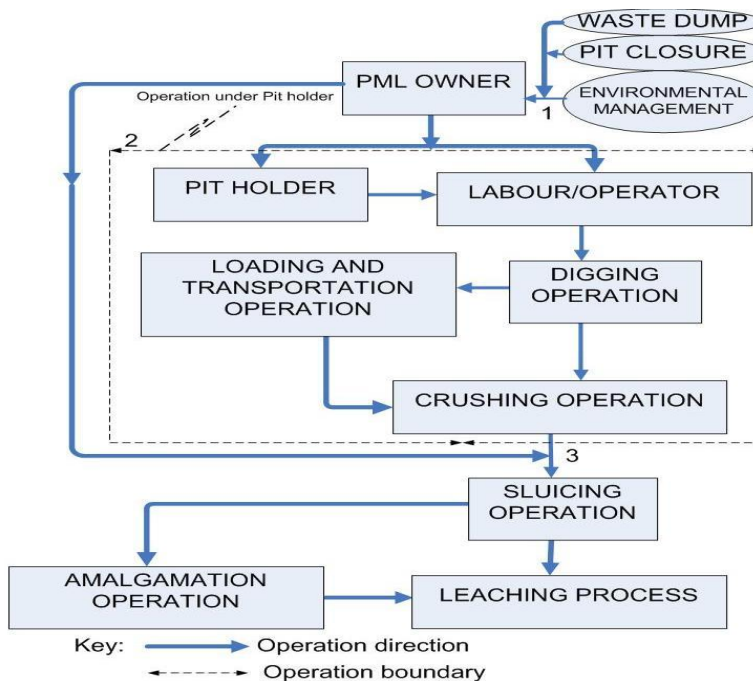 WASTE DUMP
PIT CLOSURE
ENVIRONMENTAL
MANAGEMENT
1
PML OWNER
Operation under Pit holder
2
PIT HOLDER
LABOUR/OPERATOR
LOADING AND
TRANSPORTATION
OPERATION
DIGGING
OPERATION
CRUSHING OPERATION
3
SLUICING
OPERATION
AMALGAMATION
OPERATION
LEACHING PROCESS
Key:
Operation direction
Operation boundary